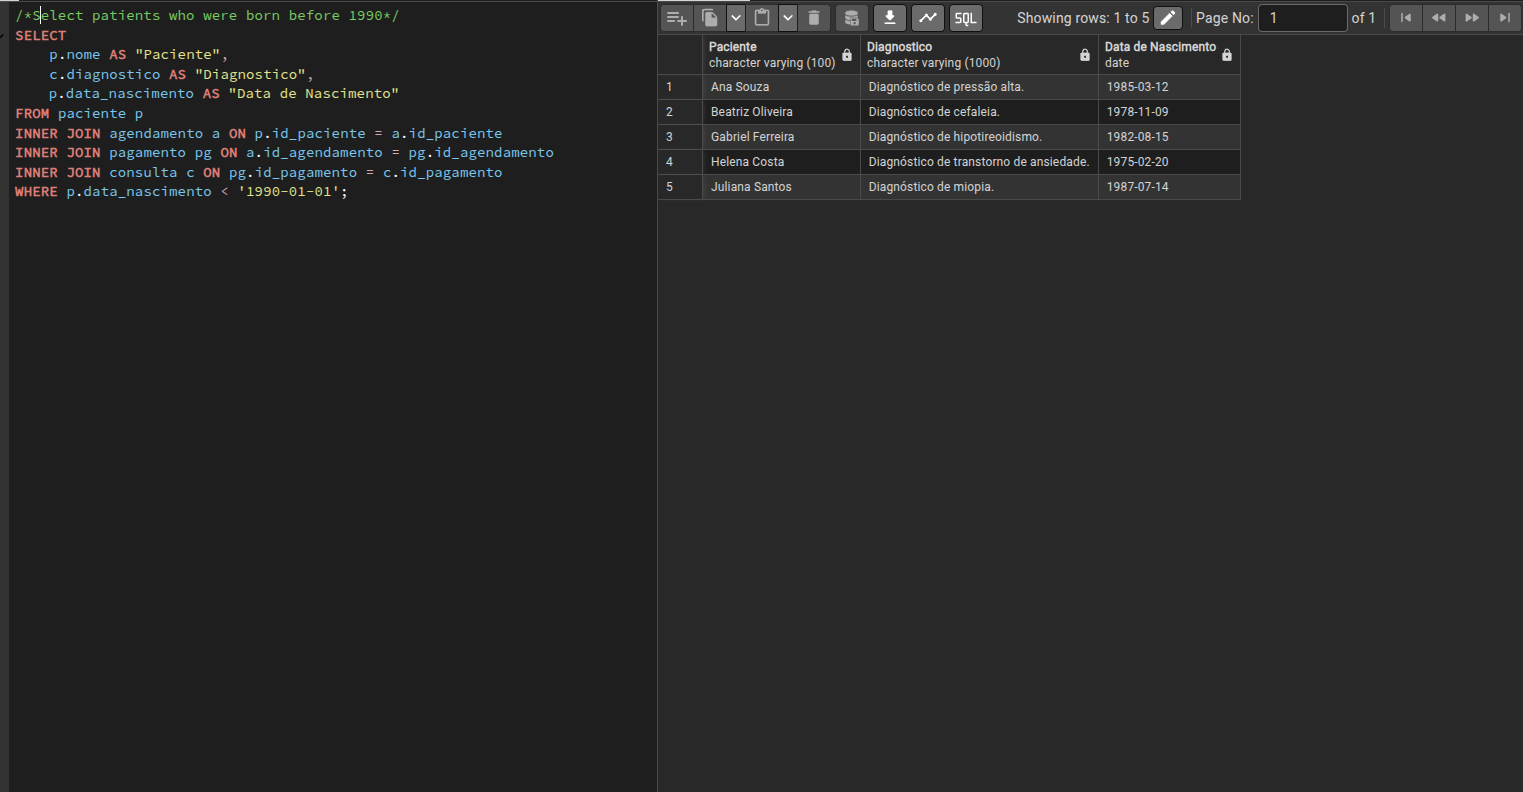 /*Select patients who were born before 1990*/
SELECT
p.nome AS "Paciente",
c.diagnostico AS "Diagnostico",
p.data_nascimento AS "Data de Nascimento"
FROM paciente p
INNER JOIN agendamento a ON p.id_paciente = a.id_paciente
INNER JOIN pagamento pg ON a.id_agendamento = pg.id_agendamento
INNER JOIN consulta c ON pg.id_pagamento = c.id_pagamento
WHERE p.data_nascimento < '1990-01-01';
SQL Showing rows: 1 to 5 Page No: 1 of 1
Paciente Diagnostico Data de Nascimento
character varying (100) character varying (1000) date
1 Ana Souza Diagnóstico de pressão alta. 1985-03-12
2 Beatriz Oliveira Diagnóstico de cefaleia. 1978-11-09
3 Gabriel Ferreira Diagnóstico de hipotireoidismo. 1982-08-15
4 Helena Costa Diagnóstico de transtorno de ansiedade. 1975-02-20
5 Juliana Santos Diagnóstico de miopia. 1987-07-14